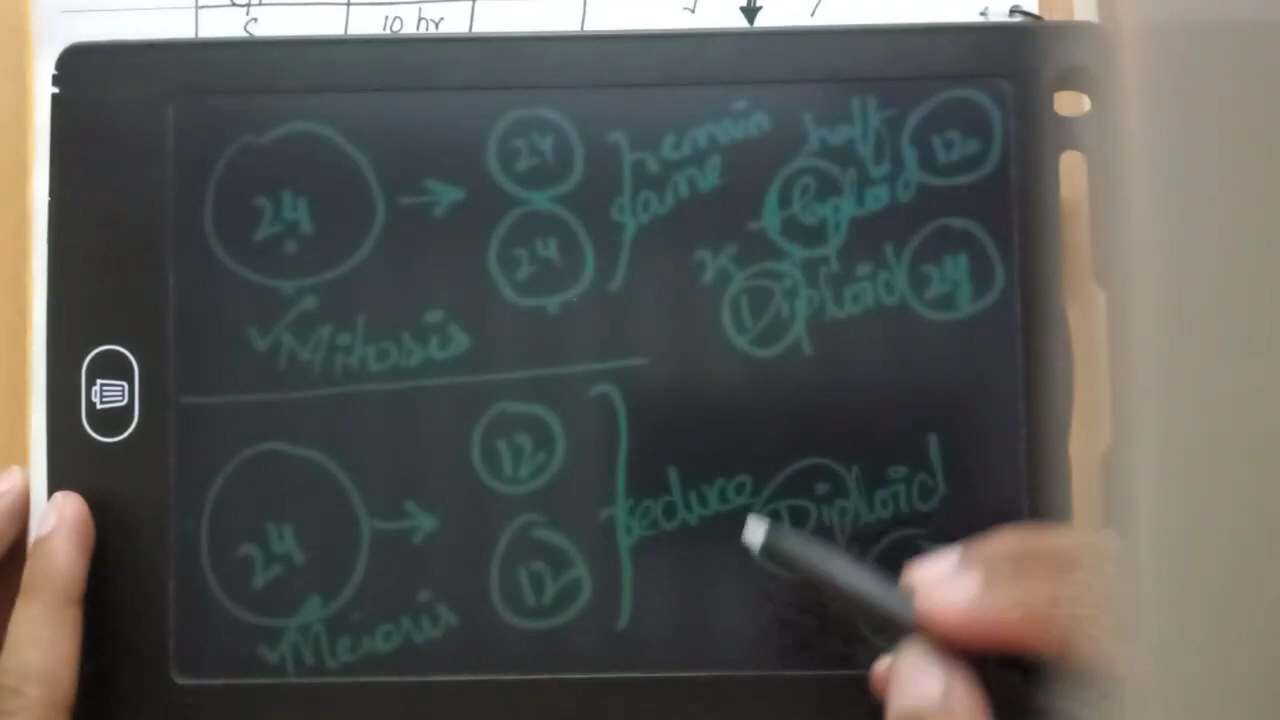 S 10 hr
24 → 24
24
remain
same
Mitosis
half
Haploid 12
Diploid 24
24 → 12
12
reduce
Diploid
Meiosis